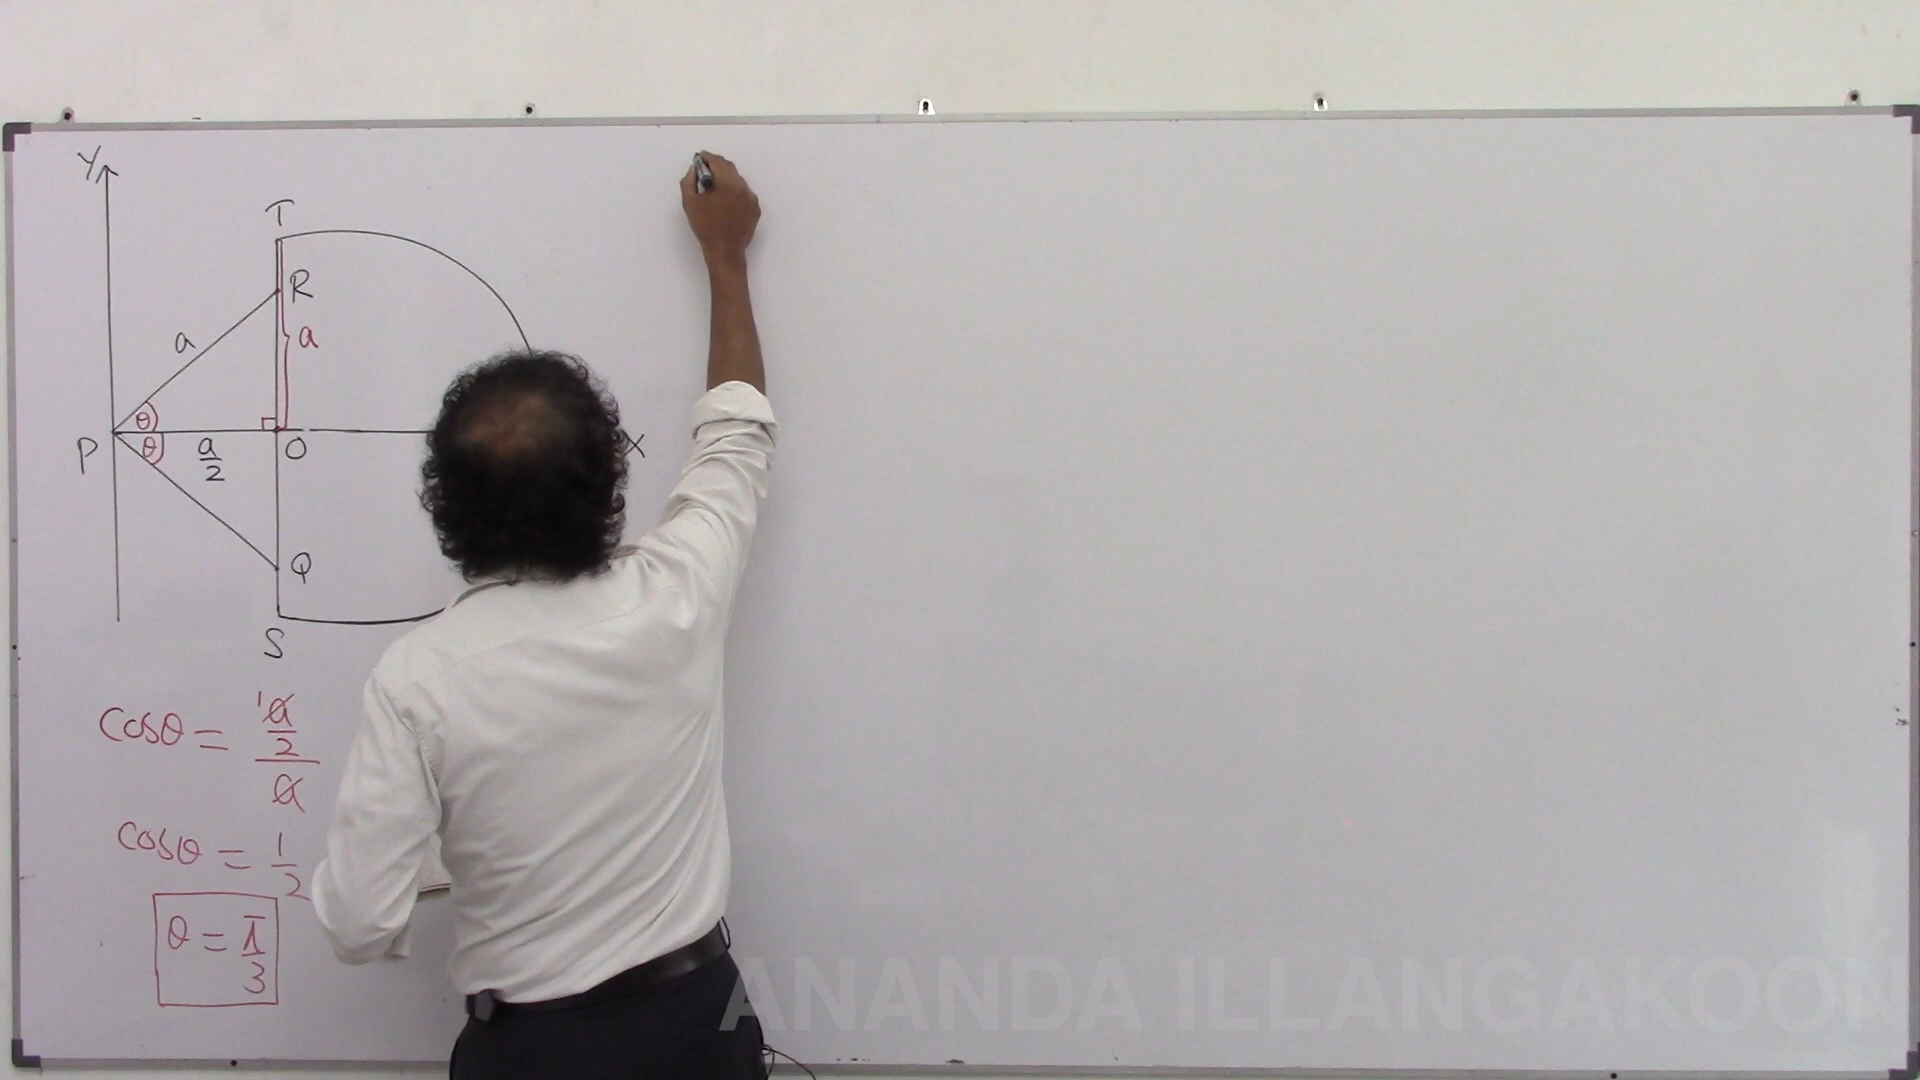 Y
T
R
a
a
θ
θ
P
a/2
O
X
Q
S
cosθ = (a/2)/a
cosθ = 1/2
θ = π/3
ANANDA ILLANGAKOON